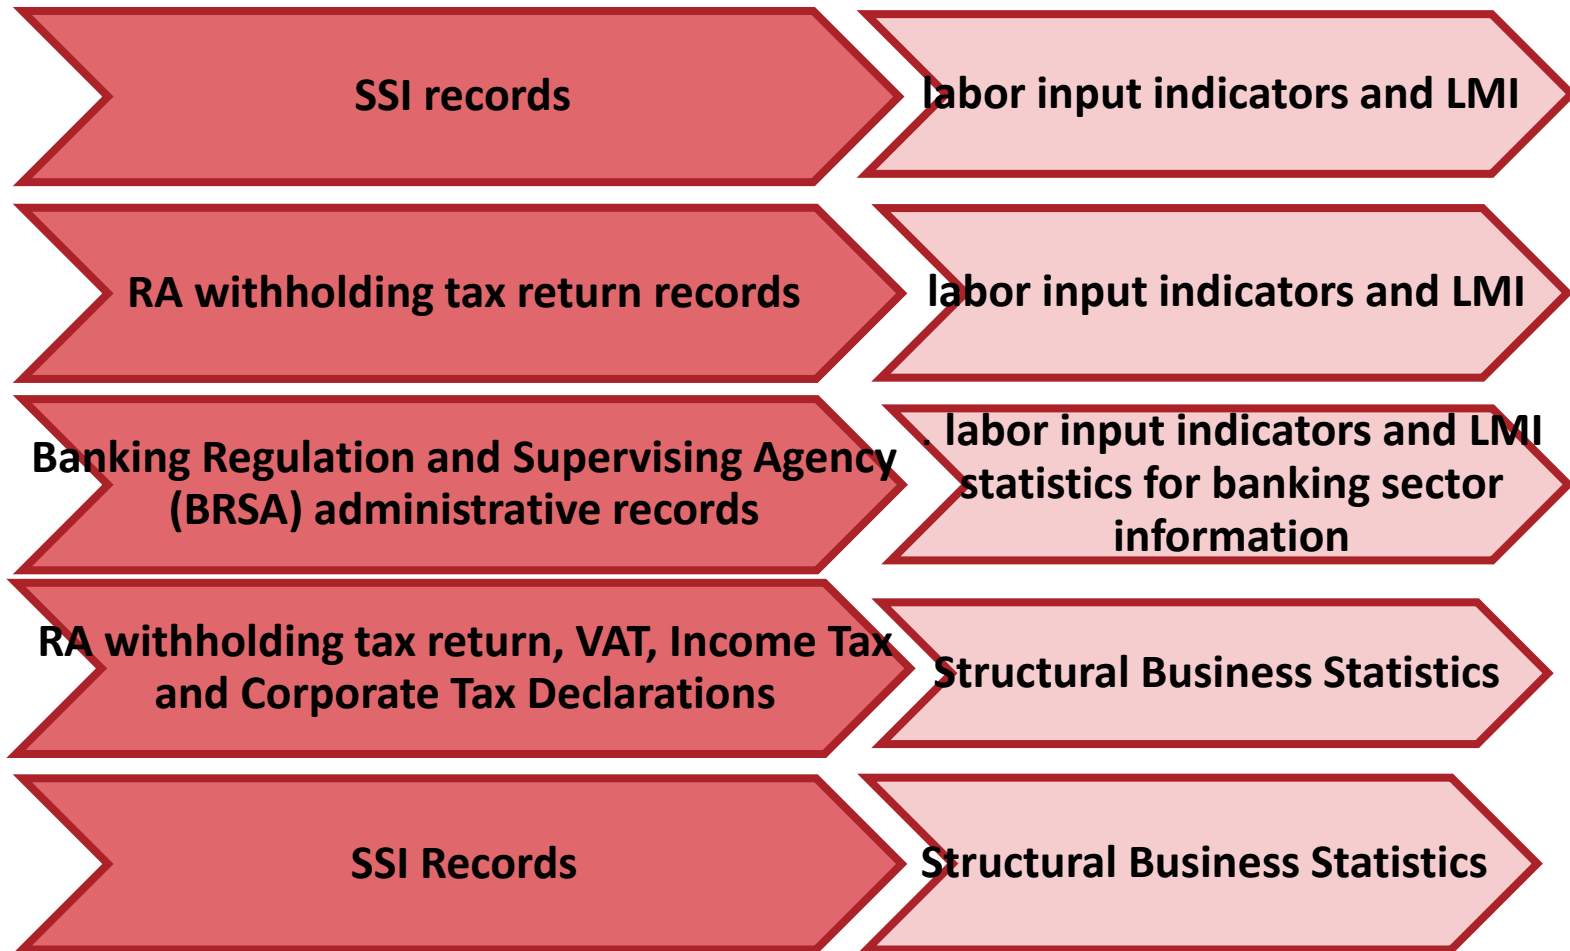 SSI records
labor input indicators and LMI
RA withholding tax return records
labor input indicators and LMI
Banking Regulation and Supervising Agency
(BRSA) administrative records
. labor input indicators and LMI
statistics for banking sector
information
RA withholding tax return, VAT, Income Tax
and Corporate Tax Declarations
Structural Business Statistics
SSI Records
Structural Business Statistics